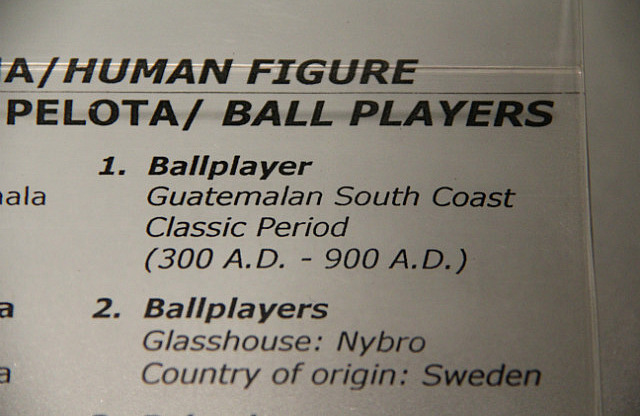 A/HUMAN FIGURE
PELOTA/ BALL PLAYERS
1. Ballplayer
ala Guatemalan South Coast
Classic Period
(300 A.D. - 900 A.D.)
a 2. Ballplayers
Glasshouse: Nybro
a Country of origin: Sweden